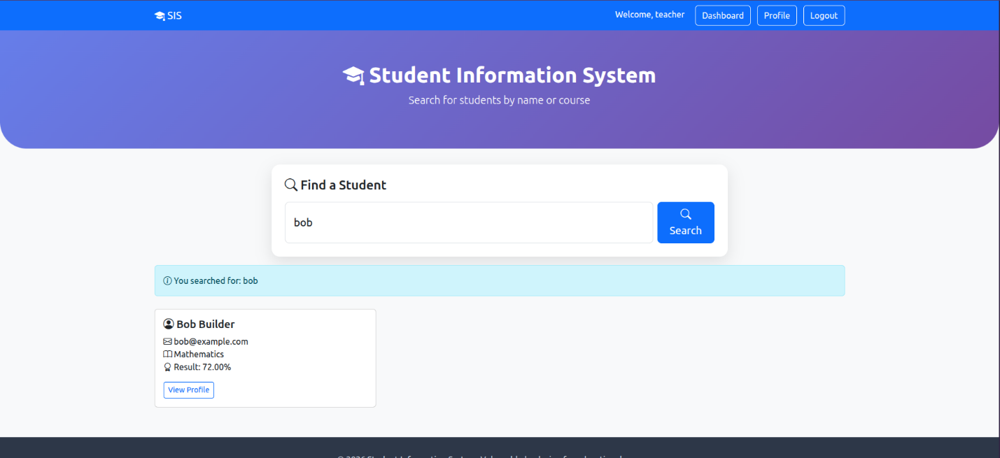 SIS
Welcome, teacher
Dashboard
Profile
Logout
Student Information System
Search for students by name or course
Find a Student
bob
Search
You searched for: bob
Bob Builder
bob@example.com
Mathematics
Result: 72.00%
View Profile